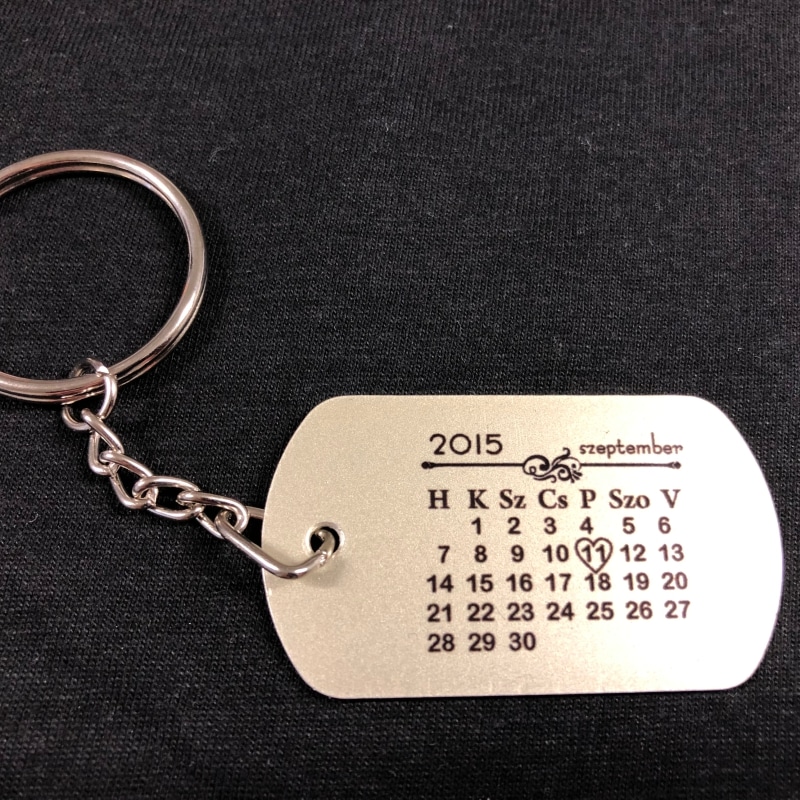 2015 szeptember
H K Sz Cs P Szo V
1 2 3 4 5 6
7 8 9 10 11 12 13
14 15 16 17 18 19 20
21 22 23 24 25 26 27
28 29 30